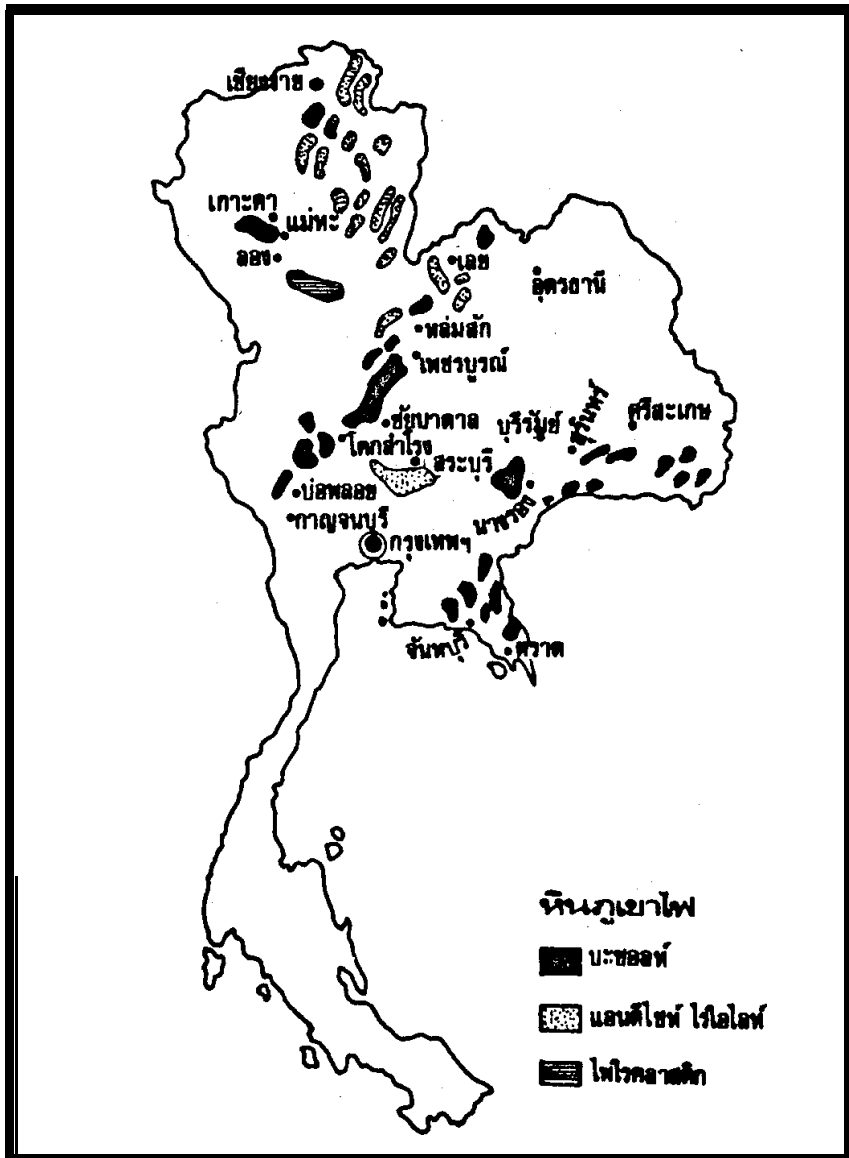 เชียงราย
เกาะคา
แม่ทะ
ลอง
เลย
อุดรธานี
หล่มสัก
เพชรบูรณ์
ชัยบาดาล
บุรีรัมย์
สุรินทร์
ศรีสะเกษ
โคกสำโรง
สระบุรี
บ่อพลอย
นางรอง
กาญจนบุรี
กรุงเทพฯ
จันทบุรี
ตราด
หินภูเขาไฟ
บะซอลท์
แอนดีไซท์ ไรโอไลท์
ไพโรคลาสติก